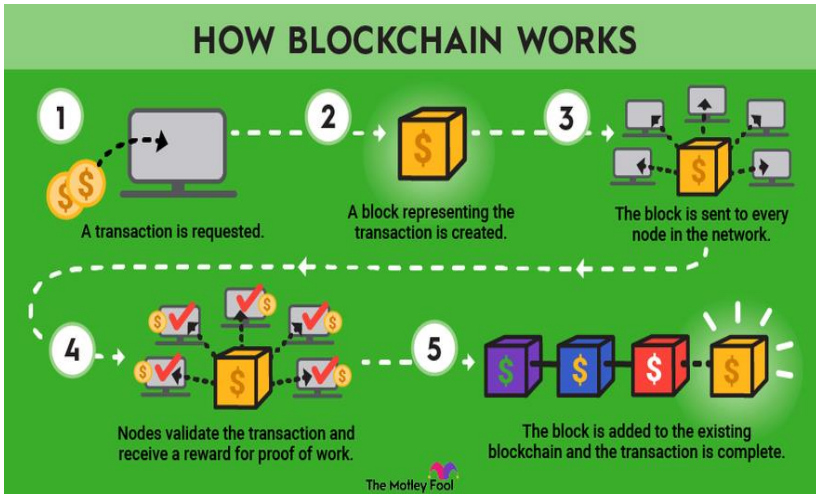 HOW BLOCKCHAIN WORKS
1
A transaction is requested.
2
A block representing the
transaction is created.
3
The block is sent to every
node in the network.
4
Nodes validate the transaction and
receive a reward for proof of work.
5
The block is added to the existing
blockchain and the transaction is complete.
The Motley Fool